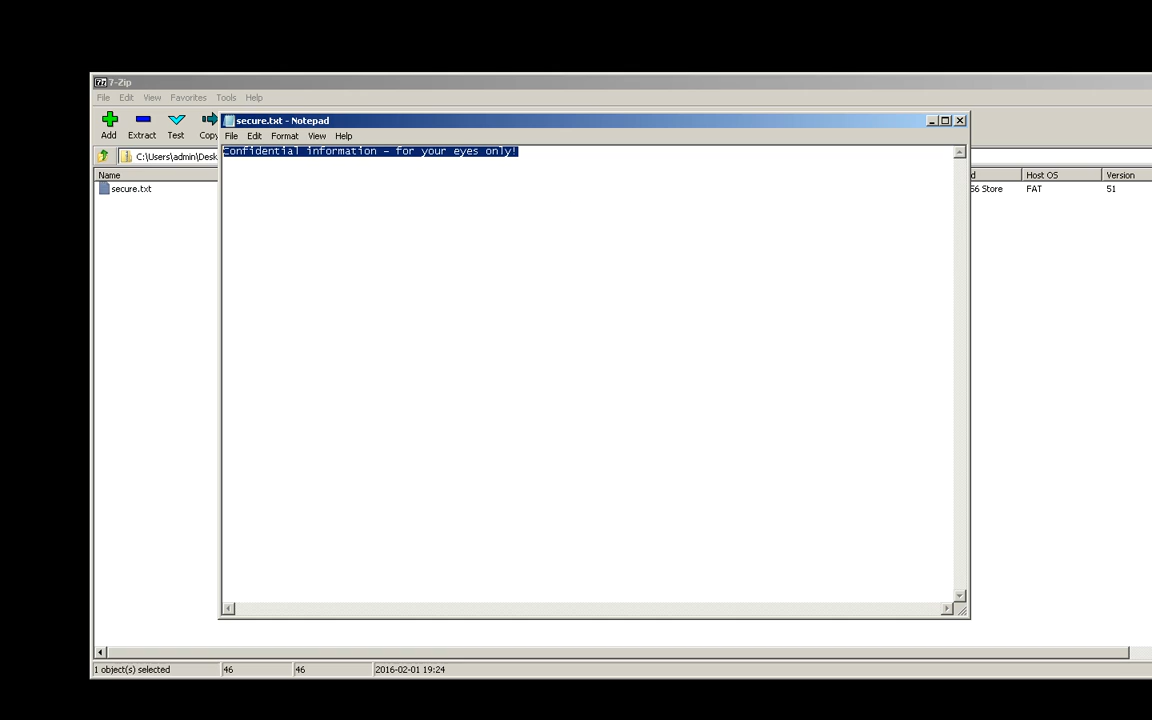 7-Zip
File Edit View Favorites Tools Help
secure.txt - Notepad
Add Extract Test Copy
File Edit Format View Help
C:\Users\admin\Desk
Confidential information - for your eyes only!
Name Host OS Version
secure.txt Store FAT 51
1 object(s) selected 46 46 2016-02-01 19:24